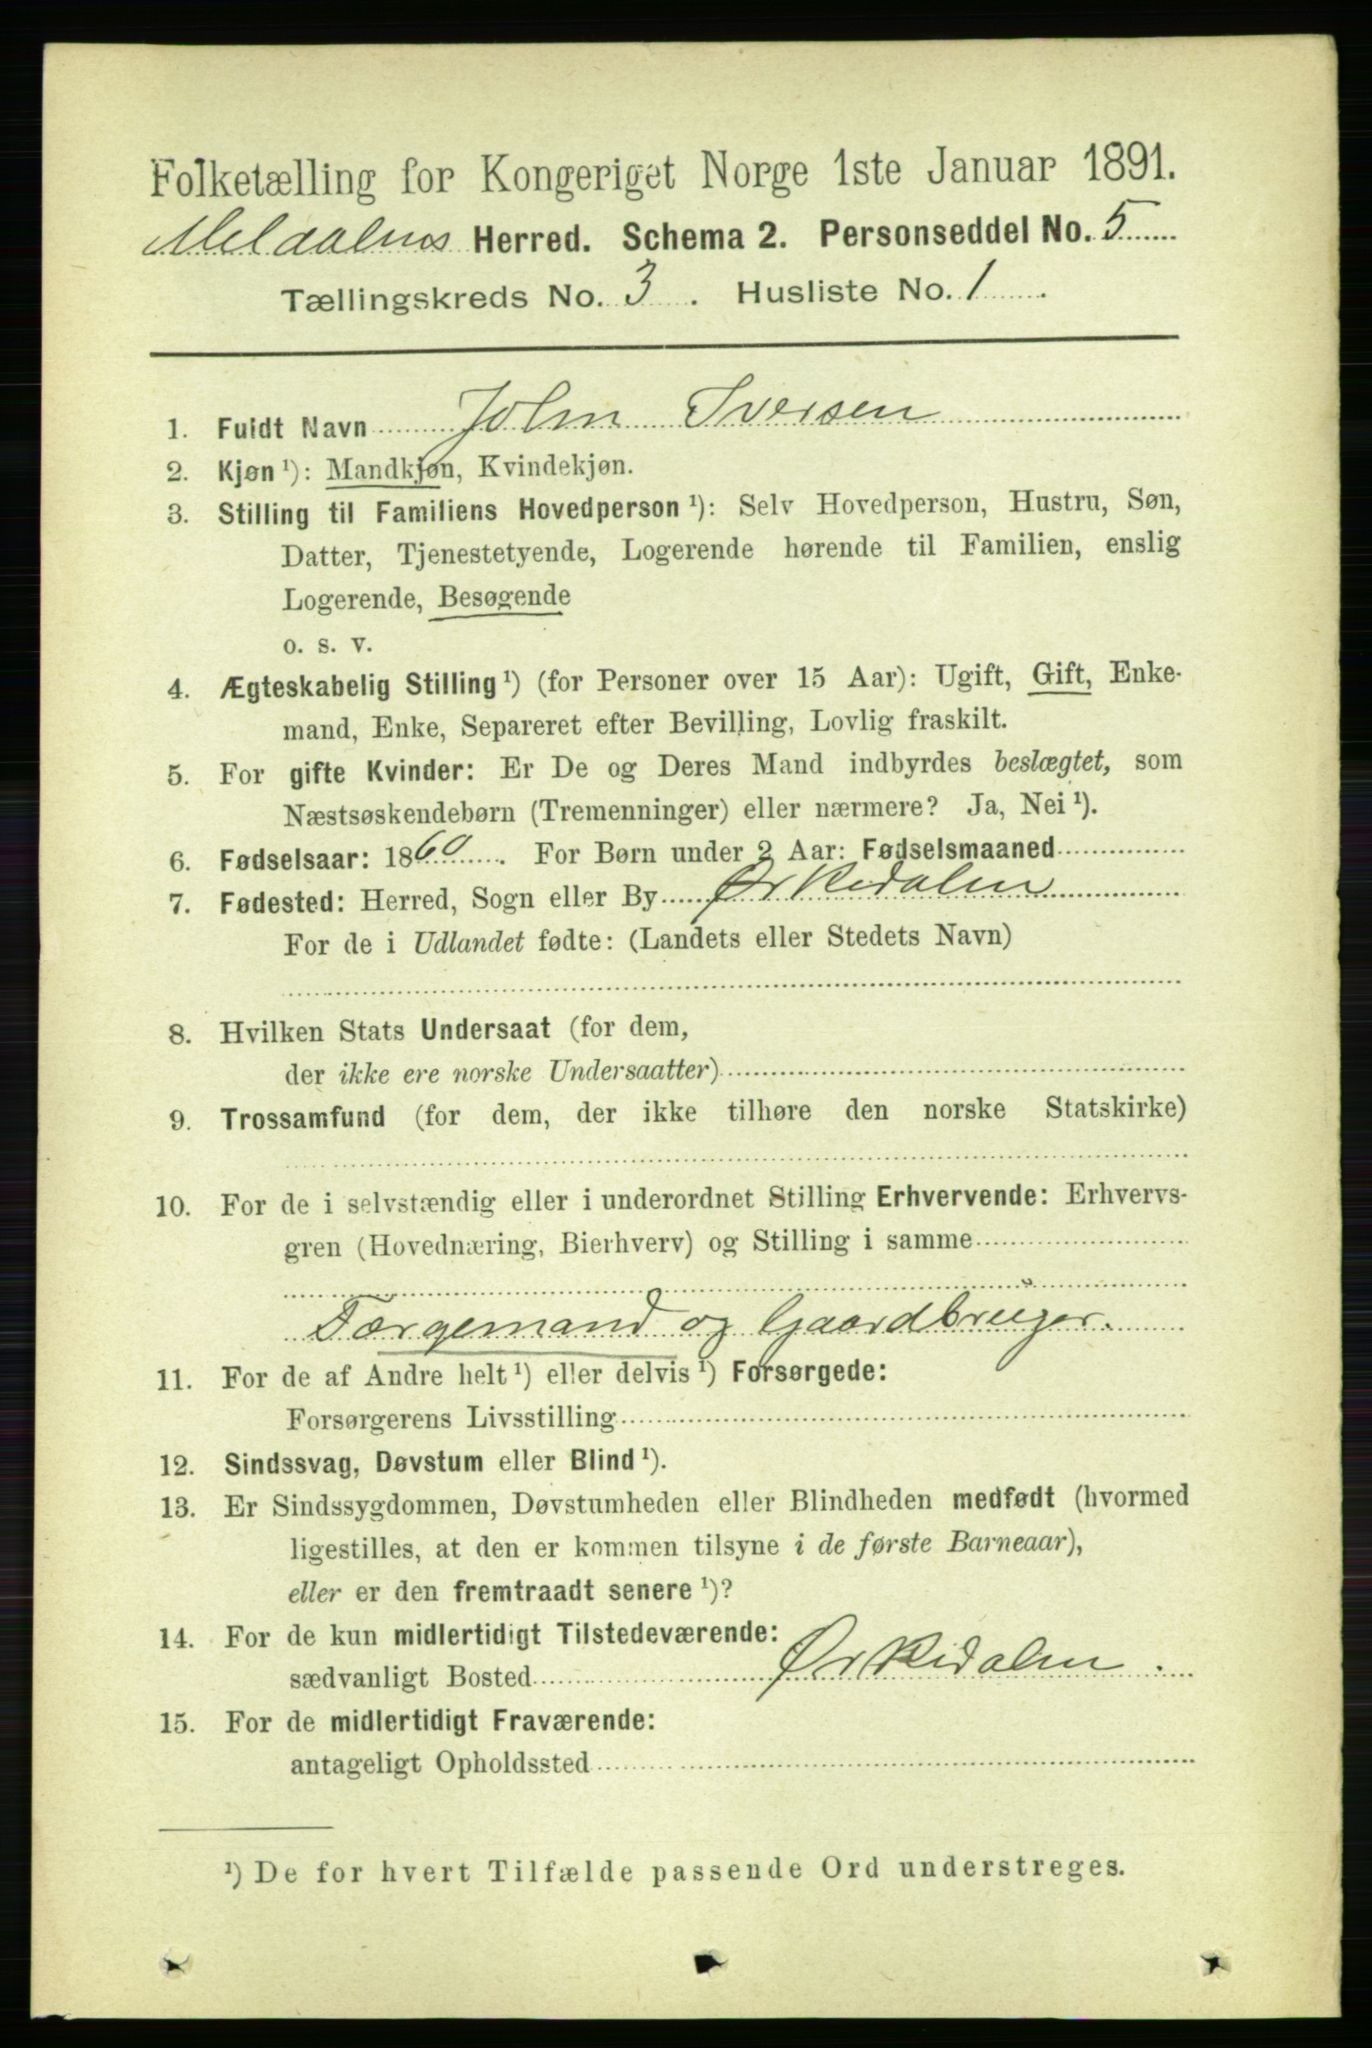 Folketælling for Kongeriget Norge 1ste Januar 1891.
Meldalens Herred. Schema 2. Personseddel No. 5
Tællingskreds No. 3. Husliste No. 1.
1. Fuldt Navn John Iversen
2. Kjøn ¹): Mandkjøn, Kvindekjøn.
3. Stilling til Familiens Hovedperson ¹): Selv Hovedperson, Hustru, Søn,
Datter, Tjenestetyende, Logerende hørende til Familien, enslig
Logerende, Besøgende
o. s. v.
4. Ægteskabelig Stilling ¹) (for Personer over 15 Aar): Ugift, Gift, Enke-
mand, Enke, Separeret efter Bevilling, Lovlig fraskilt.
5. For gifte Kvinder: Er De og Deres Mand indbyrdes beslægtet, som
Næstsøskendebørn (Tremenninger) eller nærmere? Ja, Nei ¹).
6. Fødselsaar: 1860. For Børn under 2 Aar: Fødselsmaaned
7. Fødested: Herred, Sogn eller By Ørkedalen
For de i Udlandet fødte: (Landets eller Stedets Navn)
8. Hvilken Stats Undersaat (for dem,
der ikke ere norske Undersaatter)
9. Trossamfund (for dem, der ikke tilhøre den norske Statskirke)
10. For de i selvstændig eller i underordnet Stilling Erhvervende: Erhvervs-
gren (Hovednæring, Bierhverv) og Stilling i samme
Færgemand og Gaardbruger.
11. For de af Andre helt ¹) eller delvis ¹) Forsørgede:
Forsørgerens Livsstilling
12. Sindssvag, Døvstum eller Blind ¹).
13. Er Sindssygdommen, Døvstumheden eller Blindheden medfødt (hvormed
ligestilles, at den er kommen tilsyne i de første Barneaar),
eller er den fremtraadt senere ¹)?
14. For de kun midlertidigt Tilstedeværende:
sædvanligt Bosted Ørkedalen.
15. For de midlertidigt Fraværende:
antageligt Opholdssted
¹) De for hvert Tilfælde passende Ord understreges.